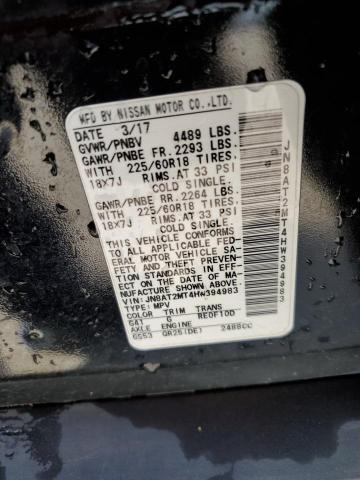 MFD BY NISSAN MOTOR CO.,LTD.
DATE 3/17
GVWR/PNBV 4489 LBS.
GAWR/PNBE FR. 2293 LBS.
WITH 225/60R18 TIRES.
18X7J RIMS.AT 33 PSI
COLD SINGLE.
GAWR/PNBE RR. 2264 LBS.
WITH 225/60R18 TIRES.
18X7J RIMS.AT 33 PSI
COLD SINGLE.
THIS VEHICLE CONFORMS
TO ALL APPLICABLE FED-
ERAL MOTOR VEHICLE SA-
FETY AND THEFT PREVEN-
TION STANDARDS IN EFF-
ECT ON THE DATE OF MA-
NUFACTURE SHOWN ABOVE.
VIN:JN8AT2MT4HW394983
TYPE:MPV
COLOR TRIM TRANS
G41 G RE0F10D
AXLE ENGINE
GS53 QR25(DE) 2488CC
JN8AT2MT4HW394983